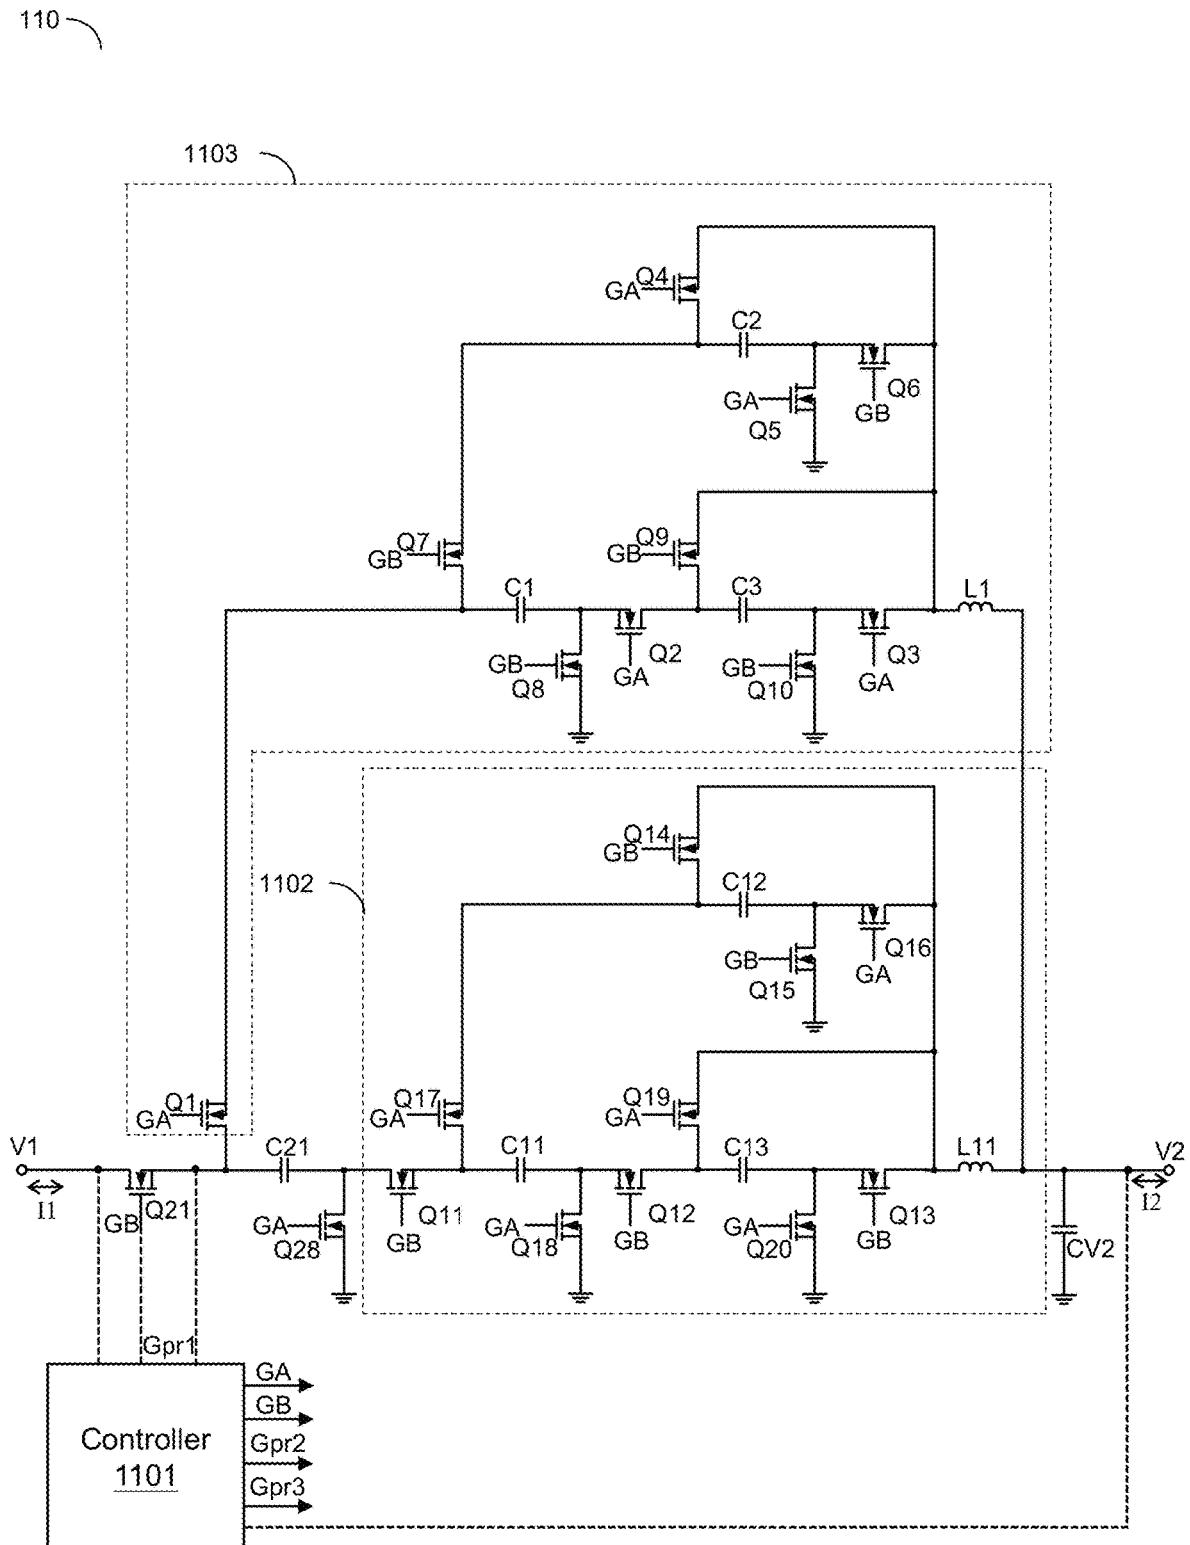 110
1103
Q4
GA
C2
GA
Q5
Q6
GB
Q7
GB
Q9
GB
C1
C3
L1
GB
Q8
Q2
GA
GB
Q10
Q3
GA
1102
Q14
GB
C12
GB
Q15
Q16
GA
Q1
GA
Q17
GA
Q19
GA
V1
I1
GB
Q21
C21
GA
Q28
Q11
GB
C11
GA
Q18
Q12
GB
C13
GA
Q20
Q13
GB
L11
V2
I2
CV2
Gpr1
GA
GB
Gpr2
Gpr3
Controller
1101